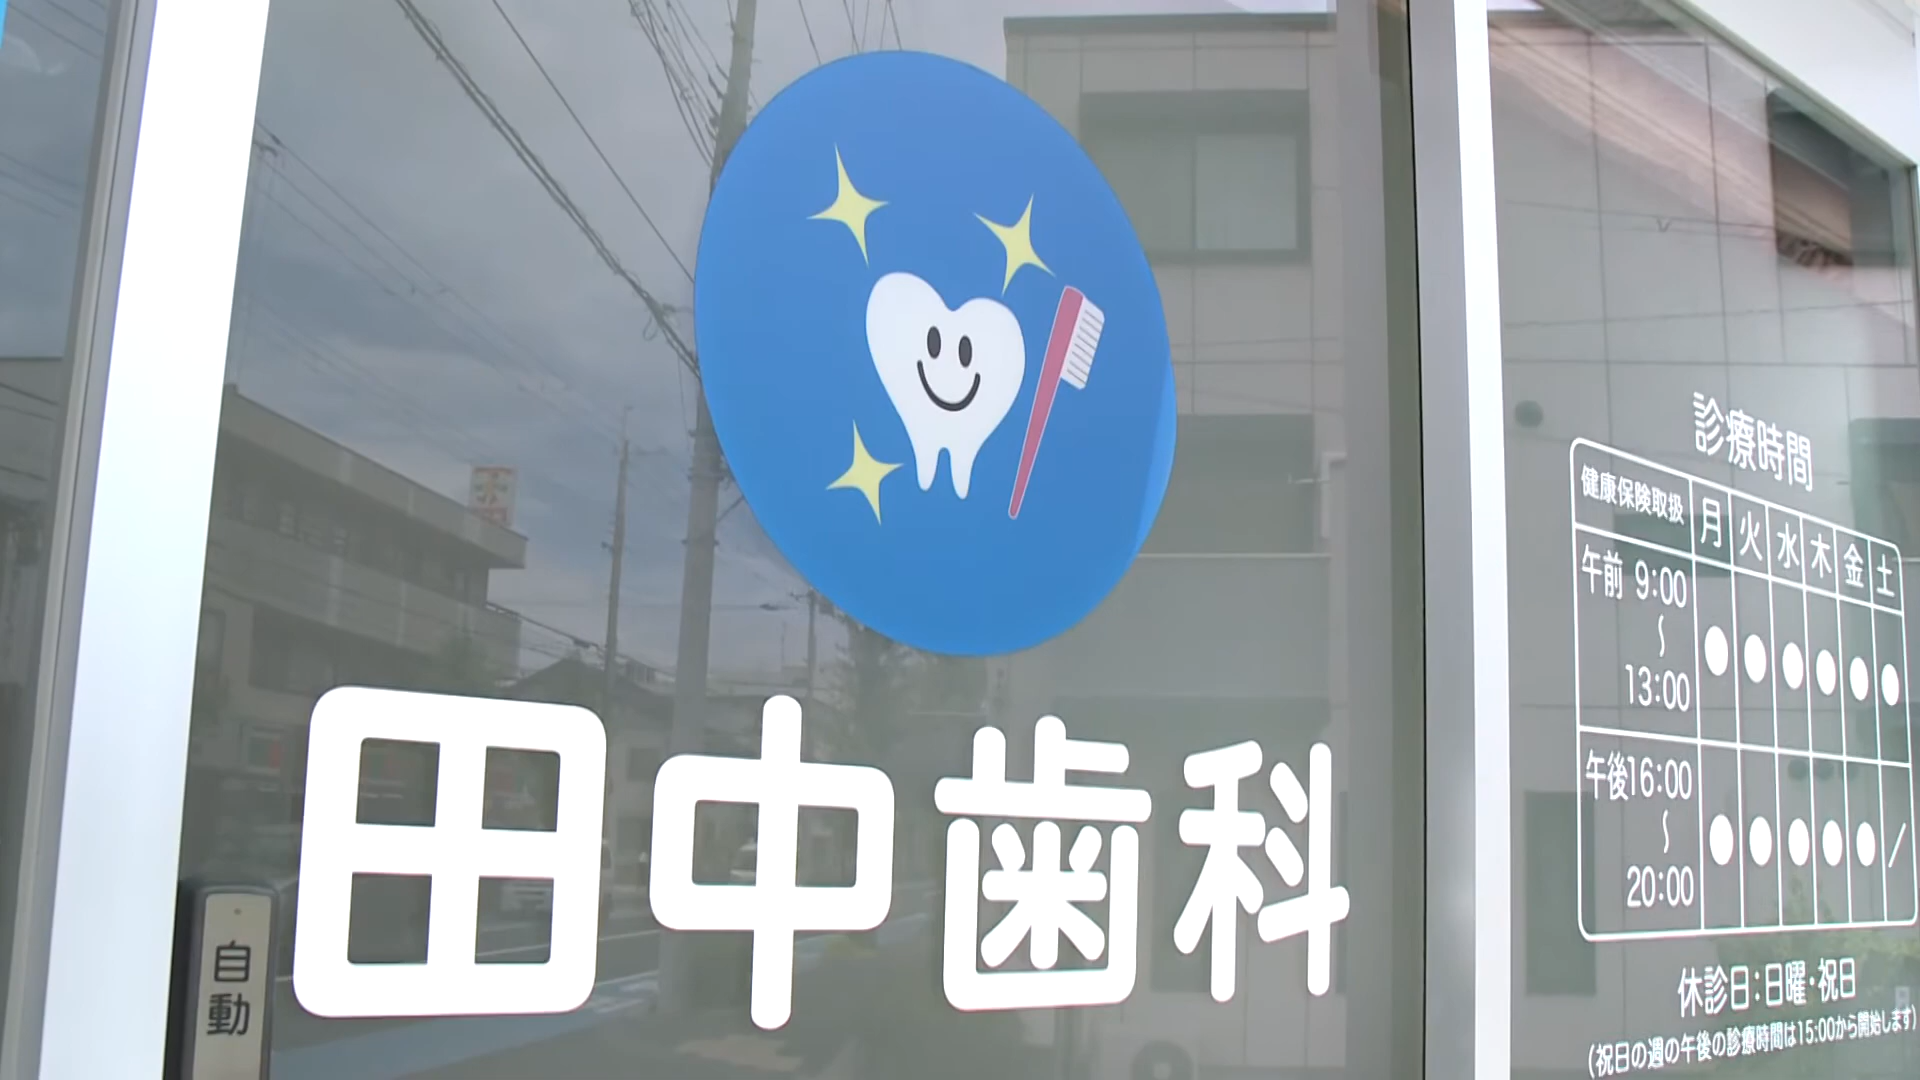 田中歯科
自動
診療時間
健康保険取扱 月 火 水 木 金 土
午前 9:00
〜
13:00
● ● ● ● ● ●
午後16:00
〜
20:00
● ● ● ● ● /
休診日:日曜・祝日
(祝日の週の午後の診療時間は15:00から開始します)